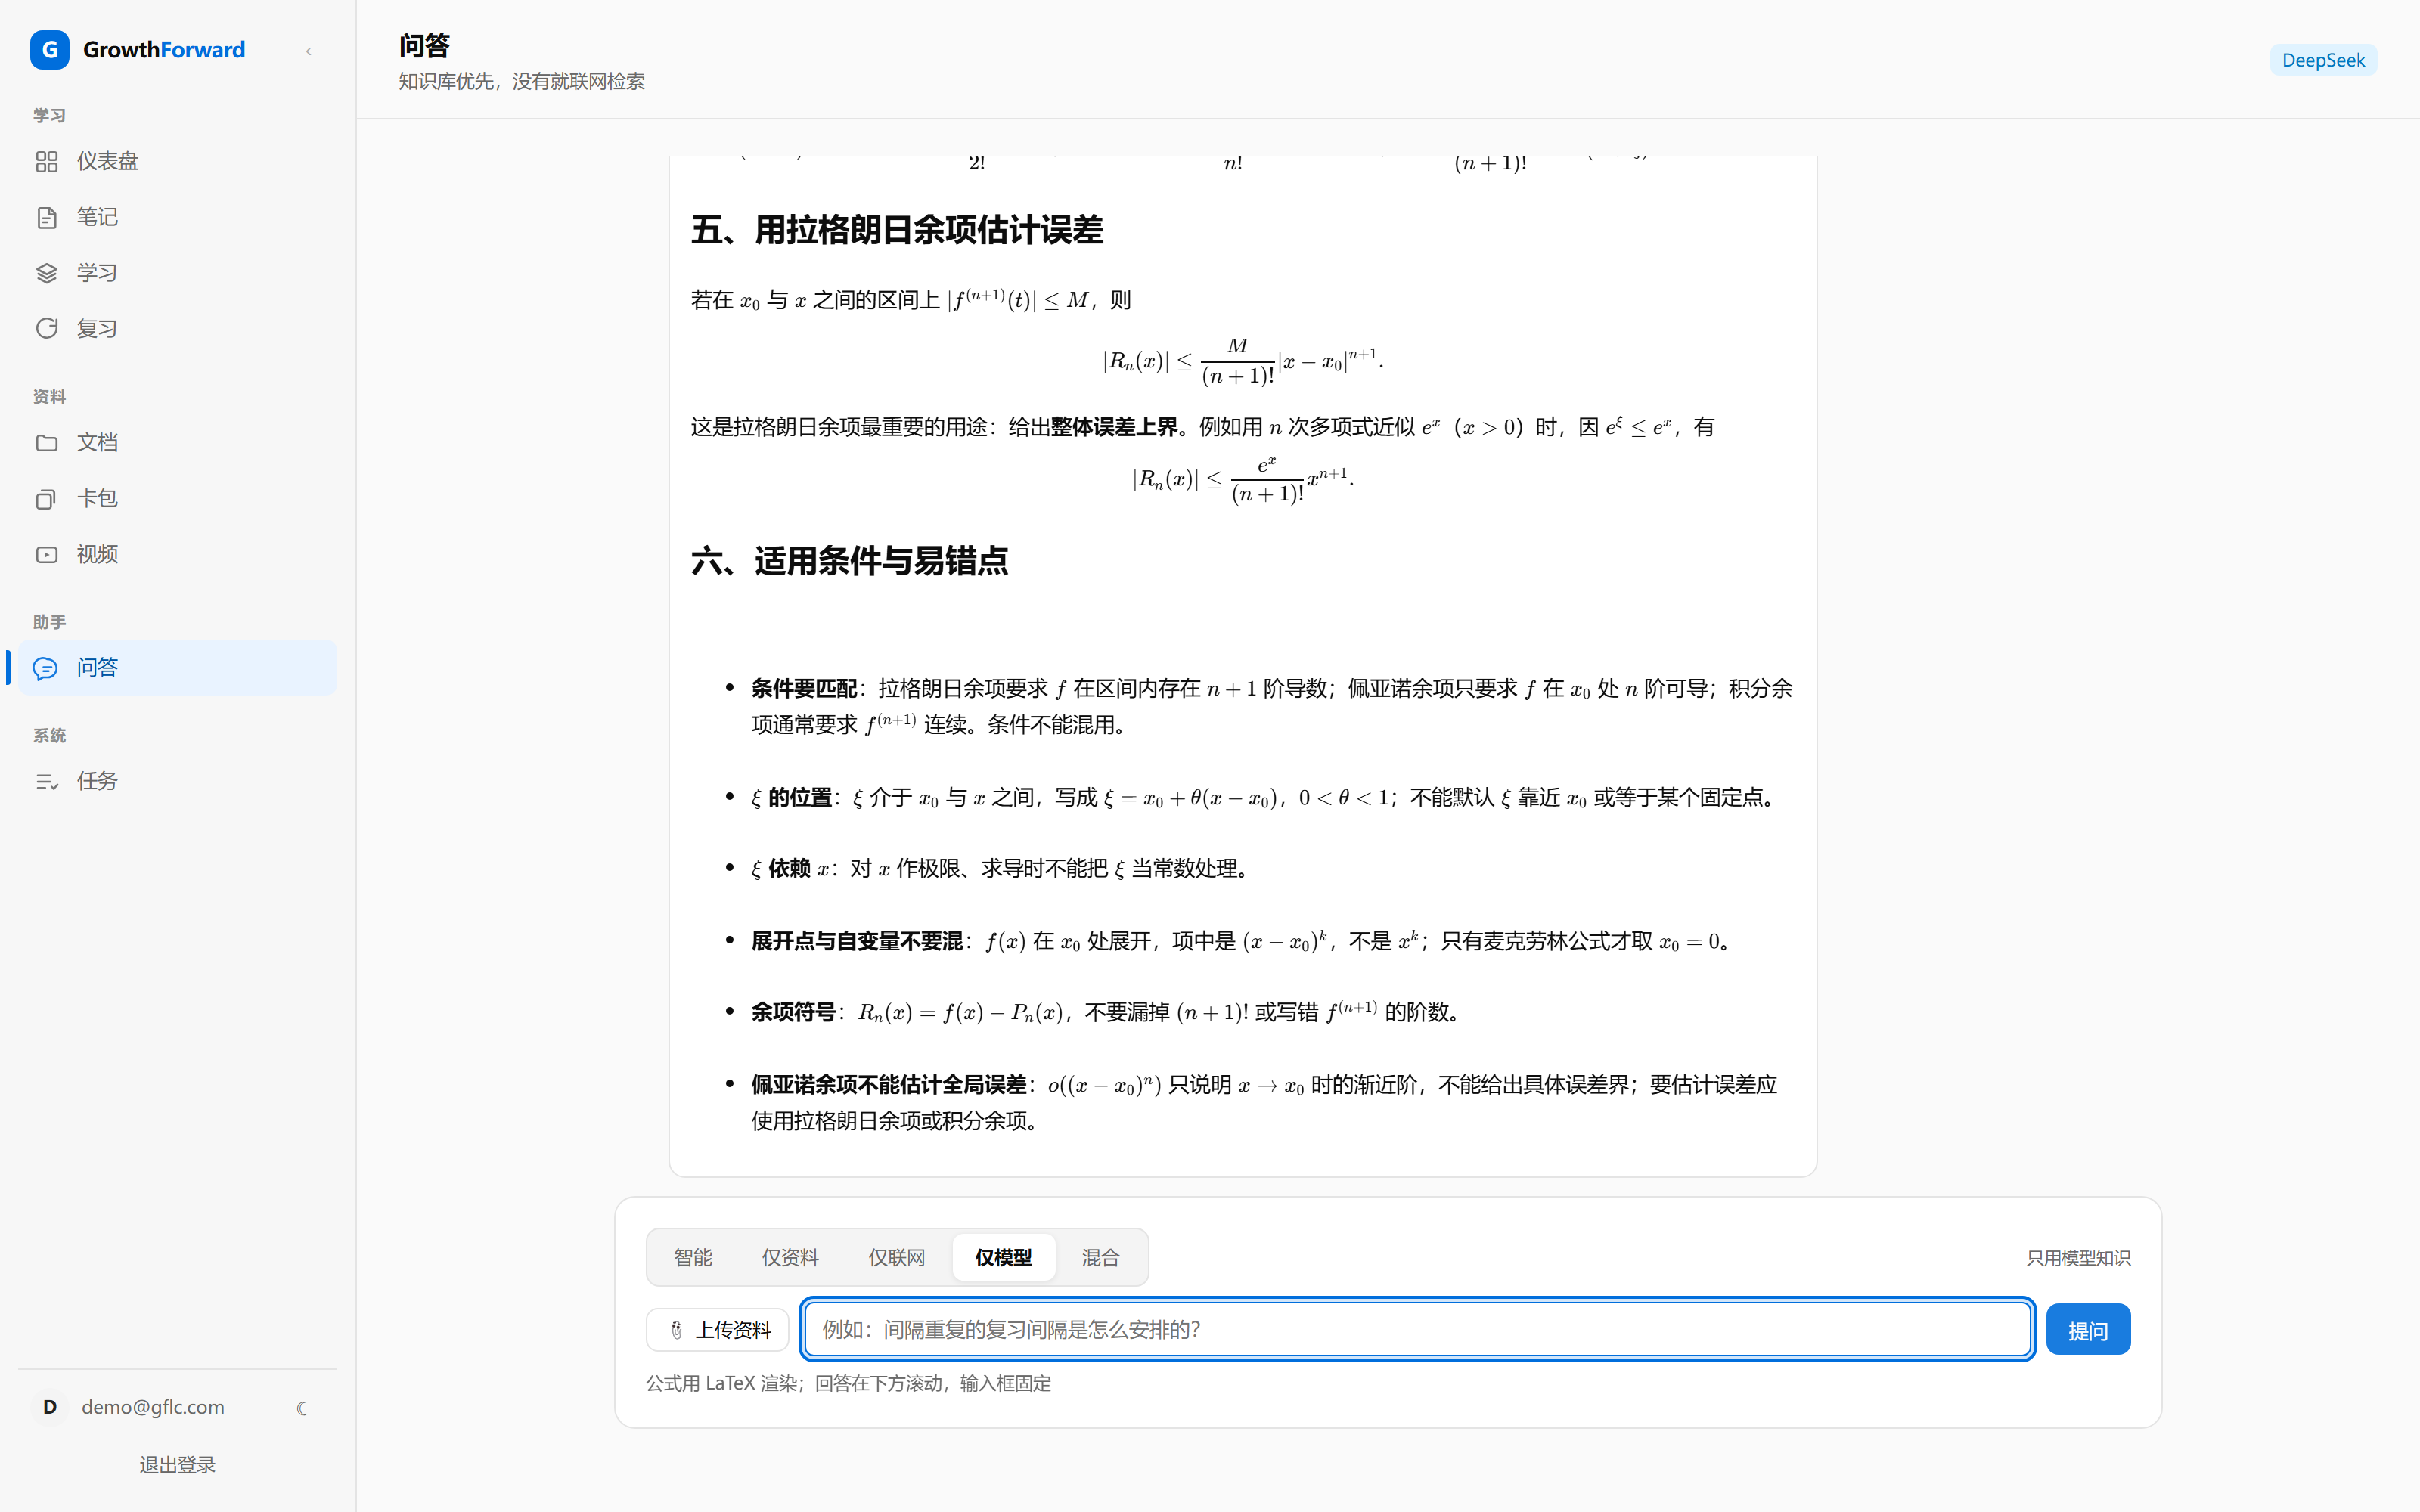 G GrowthForward
学习
仪表盘
笔记
学习
复习
资料
文档
卡包
视频
助手
问答
系统
任务
D demo@gflc.com
退出登录
问答
知识库优先，没有就联网检索
DeepSeek
2! n! (n + 1)!
五、用拉格朗日余项估计误差
若在 x₀ 与 x 之间的区间上 |f⁽ⁿ⁺¹⁾(t)| ≤ M，则
|Rₙ(x)| ≤ M/(n + 1)! |x − x₀|ⁿ⁺¹.
这是拉格朗日余项最重要的用途：给出整体误差上界。例如用 n 次多项式近似 eˣ（x > 0）时，因 e^ξ ≤ eˣ，有
|Rₙ(x)| ≤ eˣ/(n + 1)! xⁿ⁺¹.
六、适用条件与易错点
• 条件要匹配：拉格朗日余项要求 f 在区间内存在 n + 1 阶导数；佩亚诺余项只要求 f 在 x₀ 处 n 阶可导；积分余
项通常要求 f⁽ⁿ⁺¹⁾ 连续。条件不能混用。
• ξ 的位置：ξ 介于 x₀ 与 x 之间，写成 ξ = x₀ + θ(x − x₀)，0 < θ < 1；不能默认 ξ 靠近 x₀ 或等于某个固定点。
• ξ 依赖 x：对 x 作极限、求导时不能把 ξ 当常数处理。
• 展开点与自变量不要混：f(x) 在 x₀ 处展开，项中是 (x − x₀)ᵏ，不是 xᵏ；只有麦克劳林公式才取 x₀ = 0。
• 余项符号：Rₙ(x) = f(x) − Pₙ(x)，不要漏掉 (n + 1)! 或写错 f⁽ⁿ⁺¹⁾ 的阶数。
• 佩亚诺余项不能估计全局误差：o((x − x₀)ⁿ) 只说明 x → x₀ 时的渐近阶，不能给出具体误差界；要估计误差应
使用拉格朗日余项或积分余项。
智能 仅资料 仅联网 仅模型 混合
只用模型知识
上传资料
例如：间隔重复的复习间隔是怎么安排的？
提问
公式用 LaTeX 渲染；回答在下方滚动，输入框固定